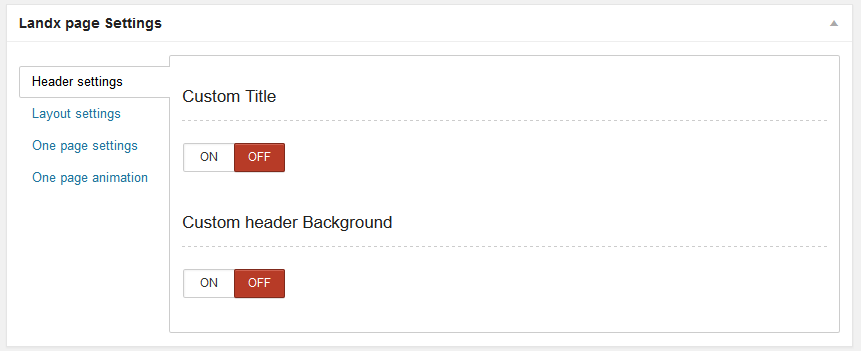 Landx page Settings
Header settings
Layout settings
One page settings
One page animation
Custom Title
ON OFF
Custom header Background
ON OFF